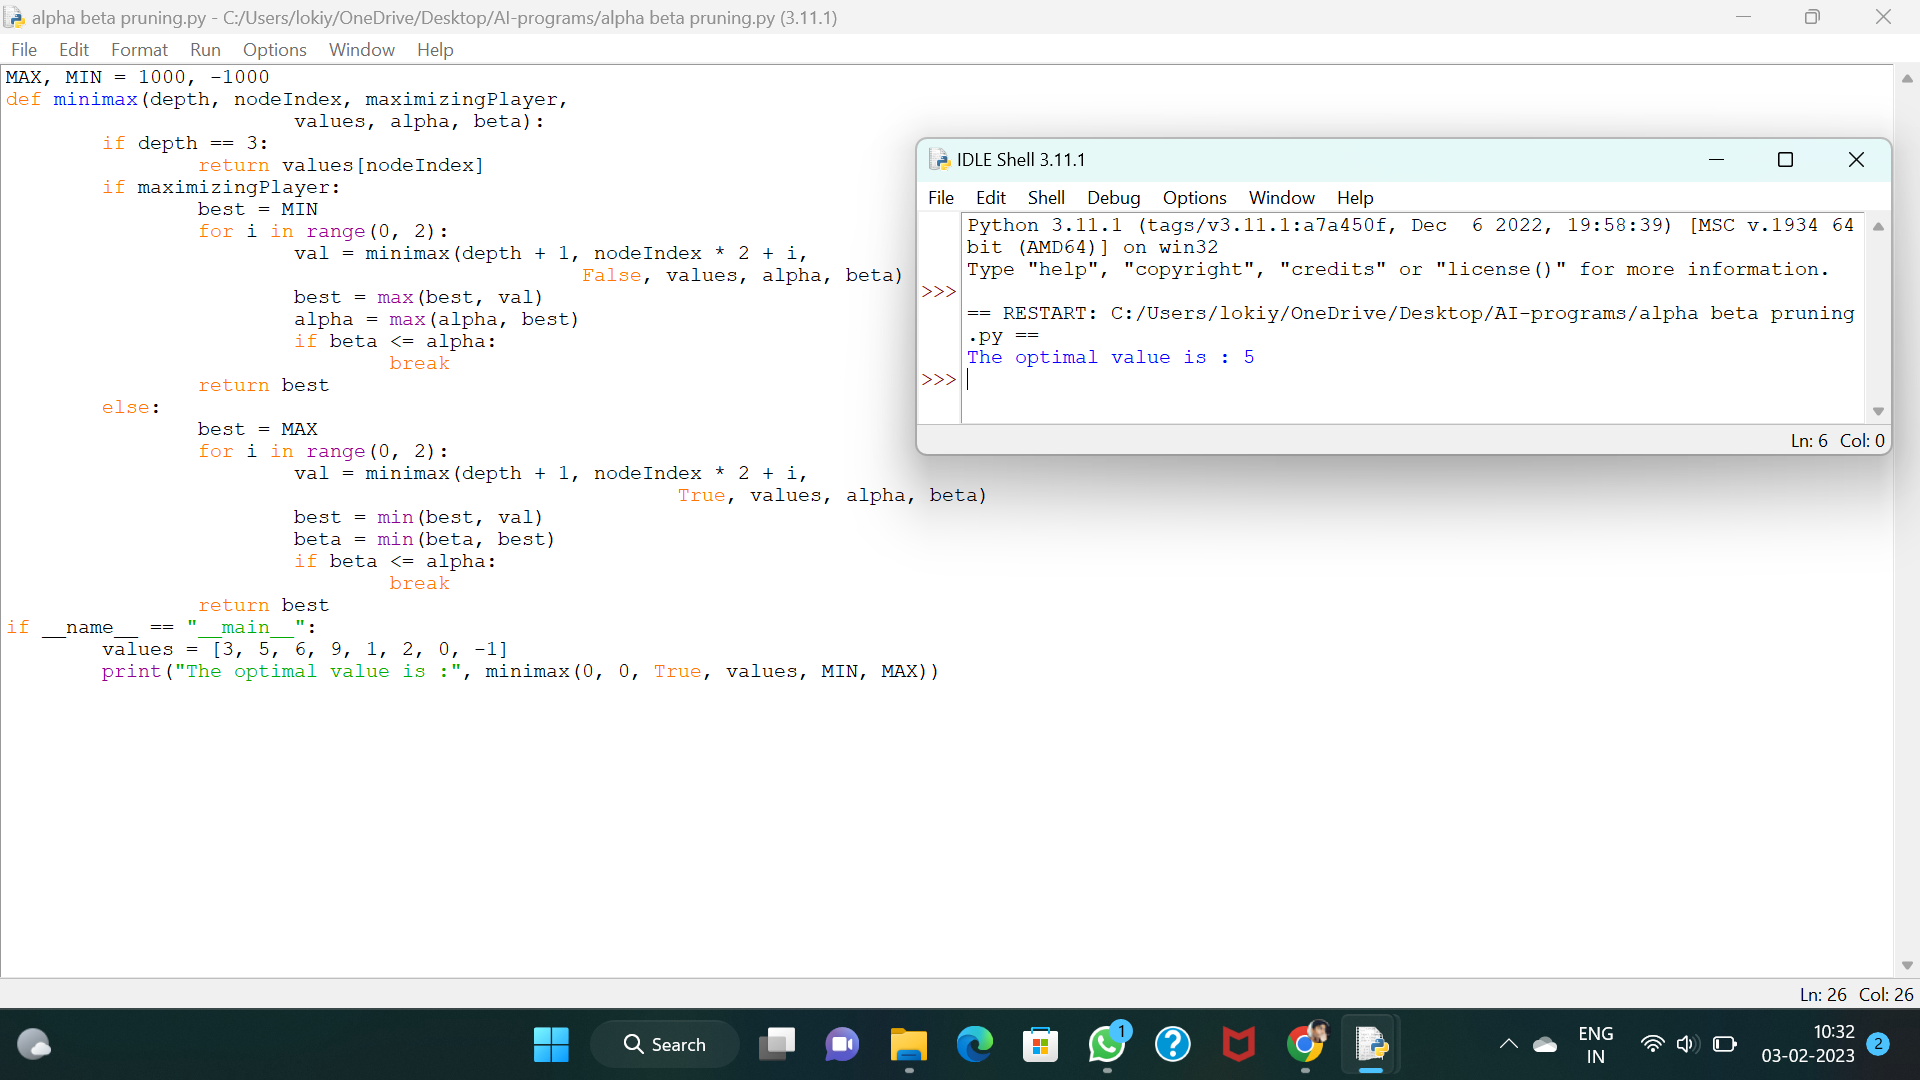 alpha beta pruning.py - C:/Users/lokiy/OneDrive/Desktop/AI-programs/alpha beta pruning.py (3.11.1)
File Edit Format Run Options Window Help
MAX, MIN = 1000, -1000
def minimax(depth, nodeIndex, maximizingPlayer,
values, alpha, beta):
if depth == 3:
return values[nodeIndex]
if maximizingPlayer:
best = MIN
for i in range(0, 2):
val = minimax(depth + 1, nodeIndex * 2 + i,
False, values, alpha, beta)
best = max(best, val)
alpha = max(alpha, best)
if beta <= alpha:
break
return best
else:
best = MAX
for i in range(0, 2):
val = minimax(depth + 1, nodeIndex * 2 + i,
True, values, alpha, beta)
best = min(best, val)
beta = min(beta, best)
if beta <= alpha:
break
return best
if __name__ == "__main__":
values = [3, 5, 6, 9, 1, 2, 0, -1]
print("The optimal value is :", minimax(0, 0, True, values, MIN, MAX))
IDLE Shell 3.11.1
File Edit Shell Debug Options Window Help
Python 3.11.1 (tags/v3.11.1:a7a450f, Dec  6 2022, 19:58:39) [MSC v.1934 64
bit (AMD64)] on win32
Type "help", "copyright", "credits" or "license()" for more information.
>>>
== RESTART: C:/Users/lokiy/OneDrive/Desktop/AI-programs/alpha beta pruning
.py ==
The optimal value is : 5
>>>
Ln: 6 Col: 0
Ln: 26 Col: 26
Search
1
ENG
IN
10:32
03-02-2023
2